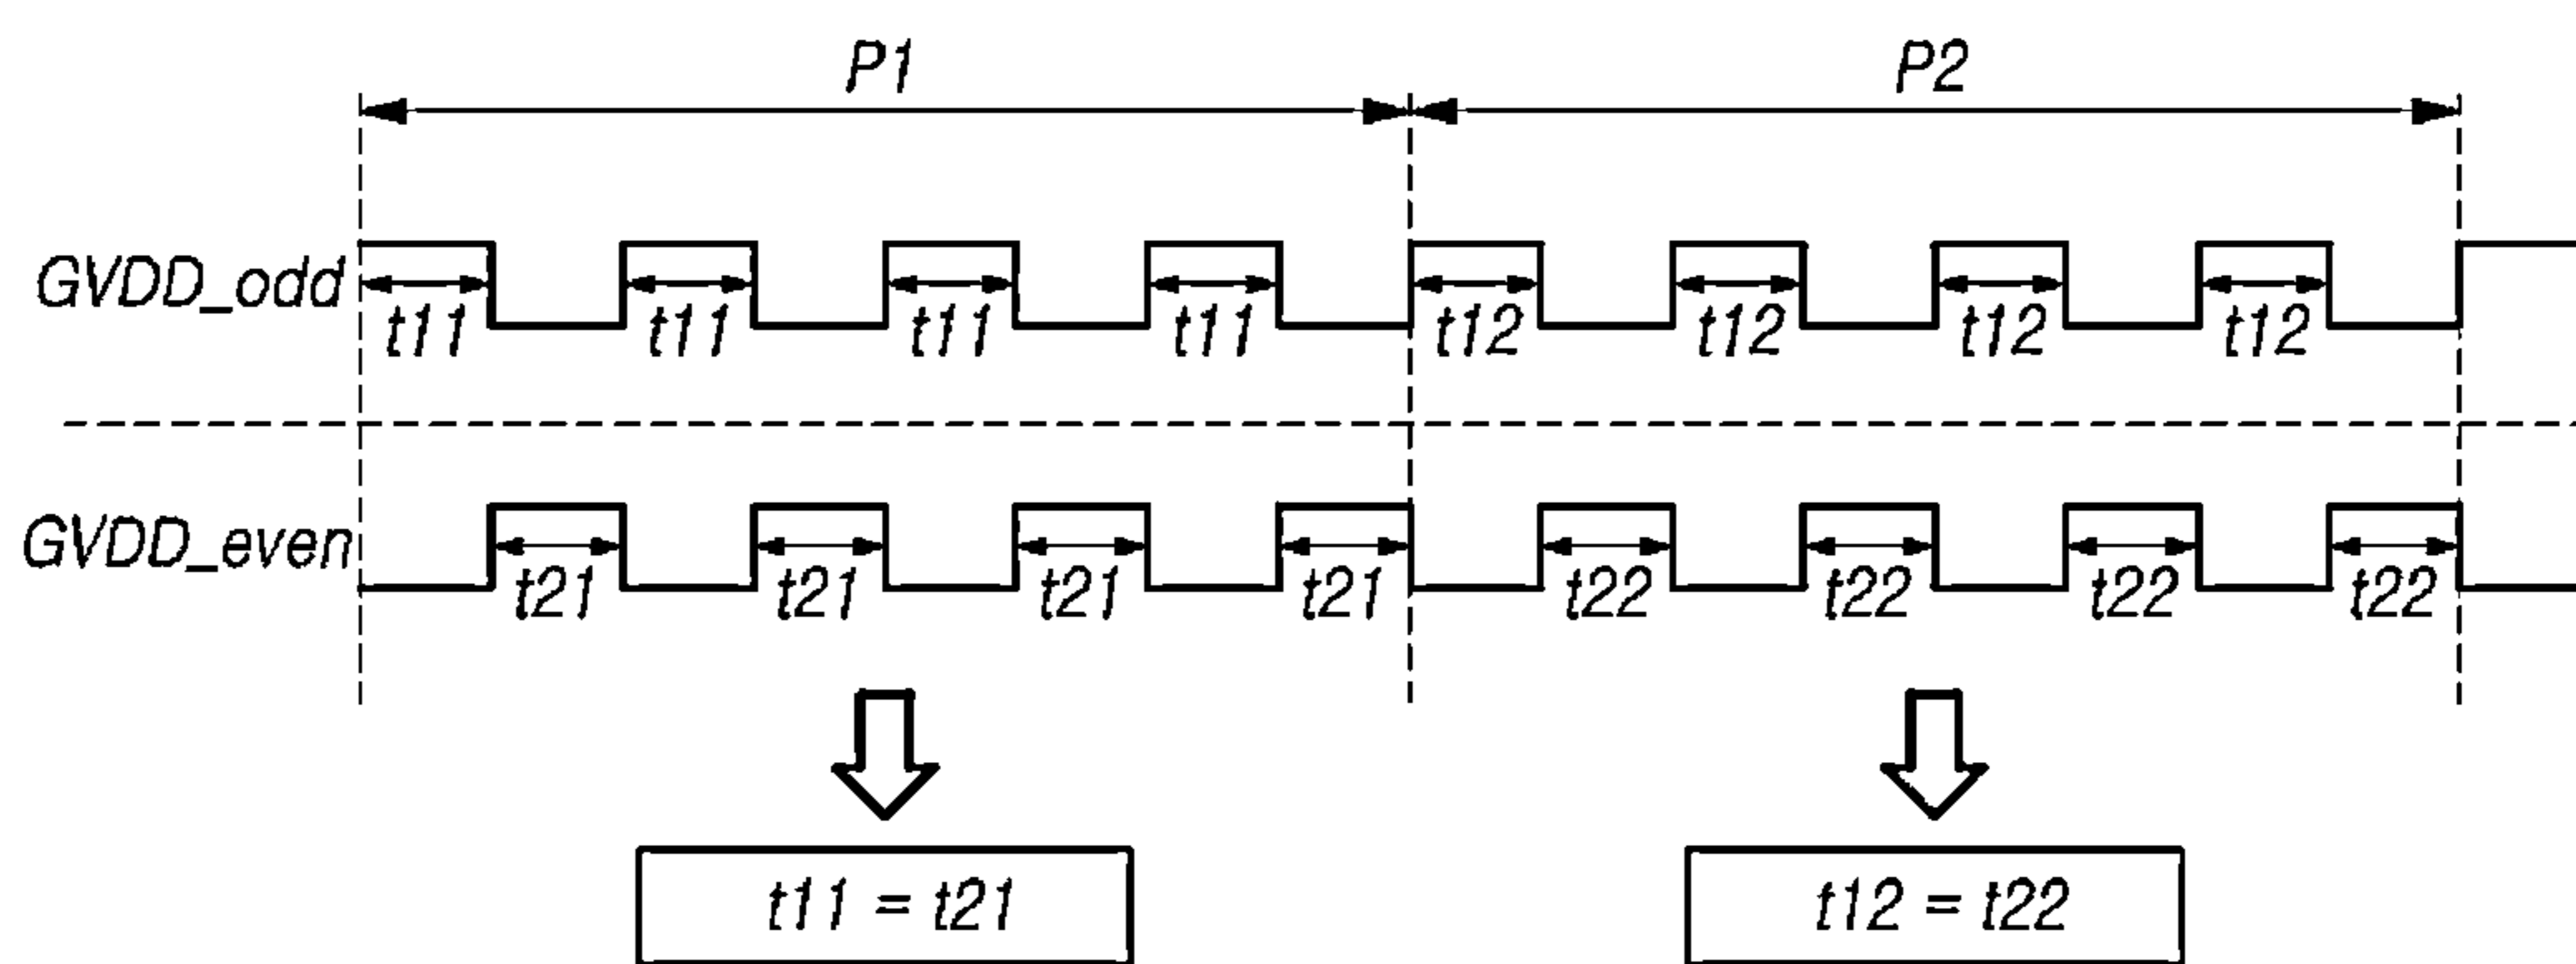 P1 P2
GVDD_odd
t11 t11 t11 t11 t12 t12 t12 t12
GVDD_even
t21 t21 t21 t21 t22 t22 t22 t22
t11 = t21 t12 = t22